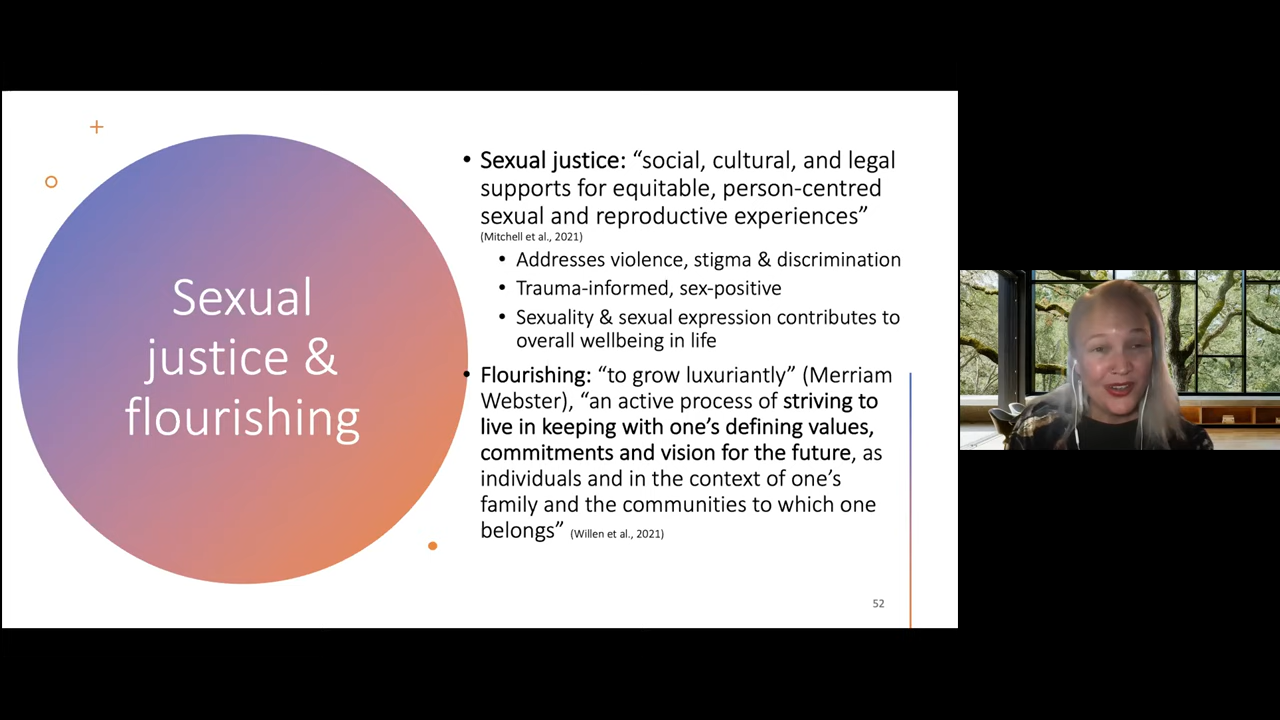 Sexual
justice &
flourishing
• Sexual justice: “social, cultural, and legal
supports for equitable, person-centred
sexual and reproductive experiences”
(Mitchell et al., 2021)
• Addresses violence, stigma & discrimination
• Trauma-informed, sex-positive
• Sexuality & sexual expression contributes to
overall wellbeing in life
• Flourishing: “to grow luxuriantly” (Merriam
Webster), “an active process of striving to
live in keeping with one’s defining values,
commitments and vision for the future, as
individuals and in the context of one’s
family and the communities to which one
belongs” (Willen et al., 2021)
52